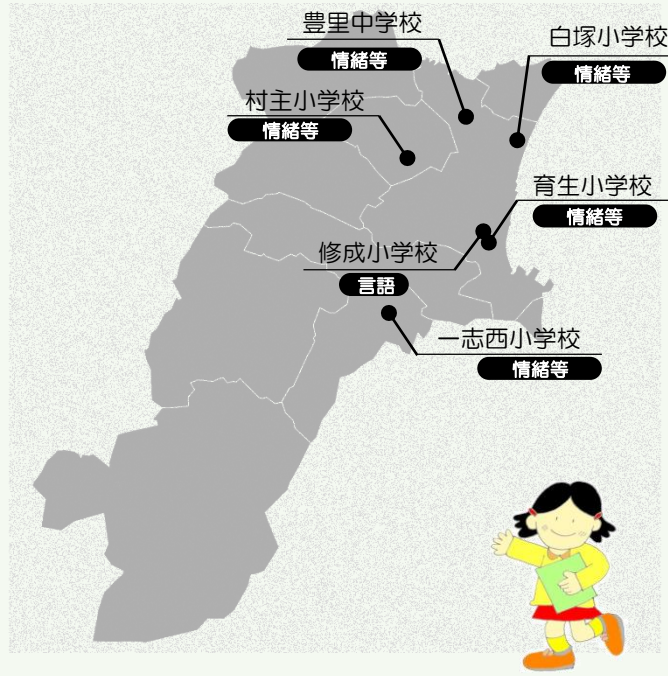 豊里中学校
情緒等
白塚小学校
情緒等
村主小学校
情緒等
育生小学校
情緒等
修成小学校
言語
一志西小学校
情緒等